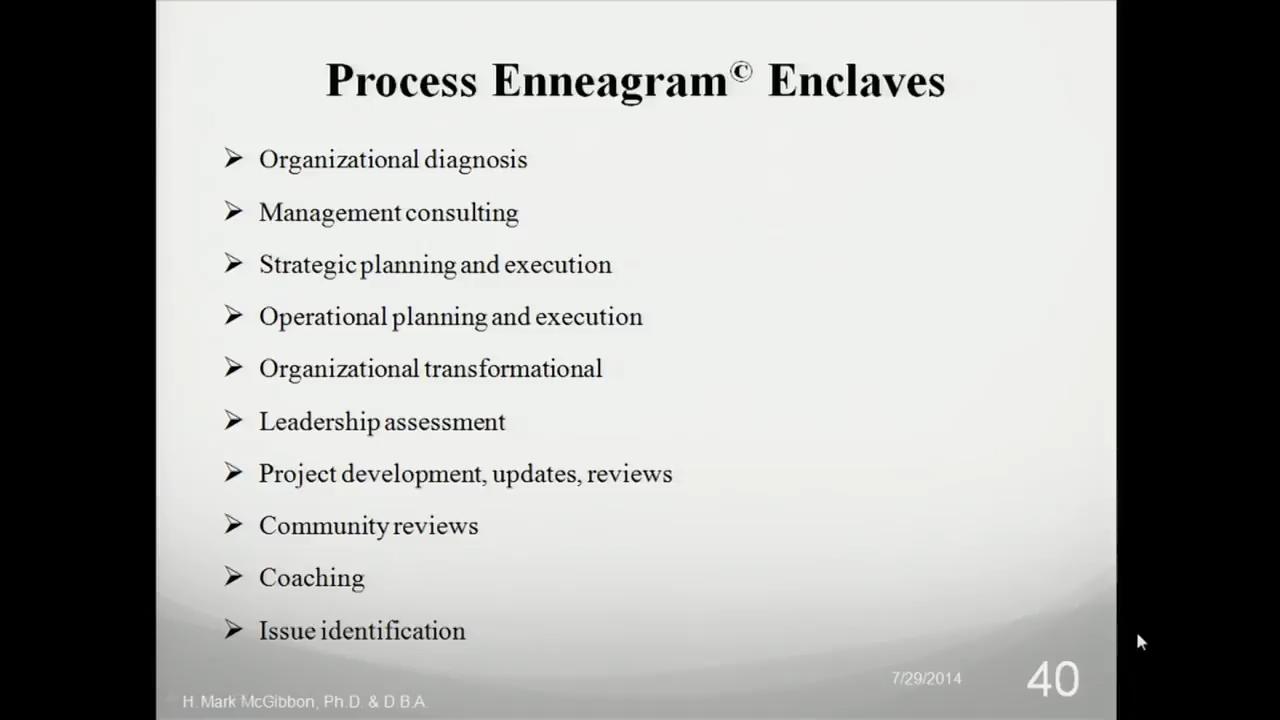 Process Enneagram© Enclaves
Organizational diagnosis
Management consulting
Strategic planning and execution
Operational planning and execution
Organizational transformational
Leadership assessment
Project development, updates, reviews
Community reviews
Coaching
Issue identification
H. Mark McGibbon, Ph.D. & D.B.A.
7/29/2014
40